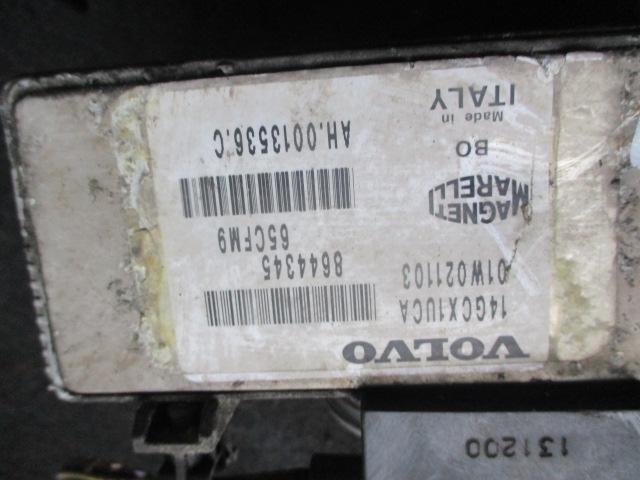 VOLVO
14GCX1UCA
01W021103
8644345
65CFM9
MAGNETI
MARELLI
BO
Made in
ITALY
AH.0013536.C
131200